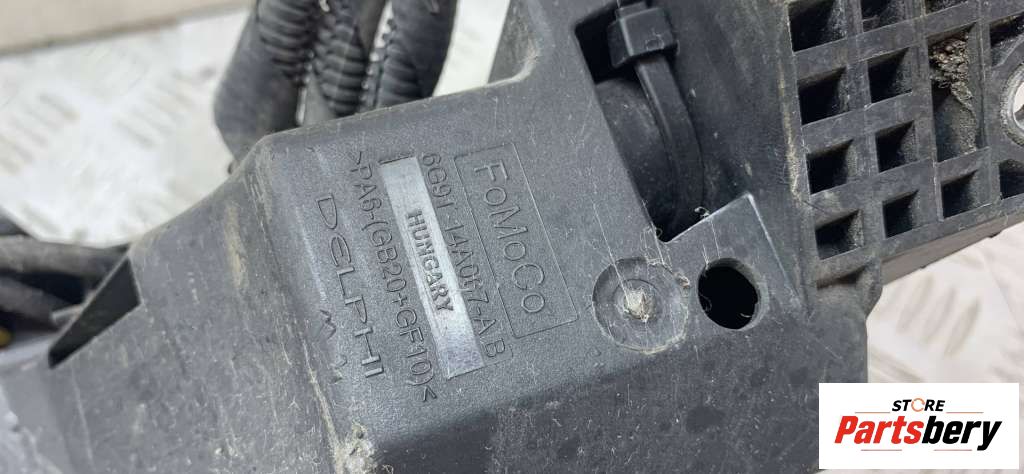 FoMoCo
6G91-14A067-AB
HUNGARY
>PA6-(GB20+GF10)<
DELPHI
STORE
Partsbery